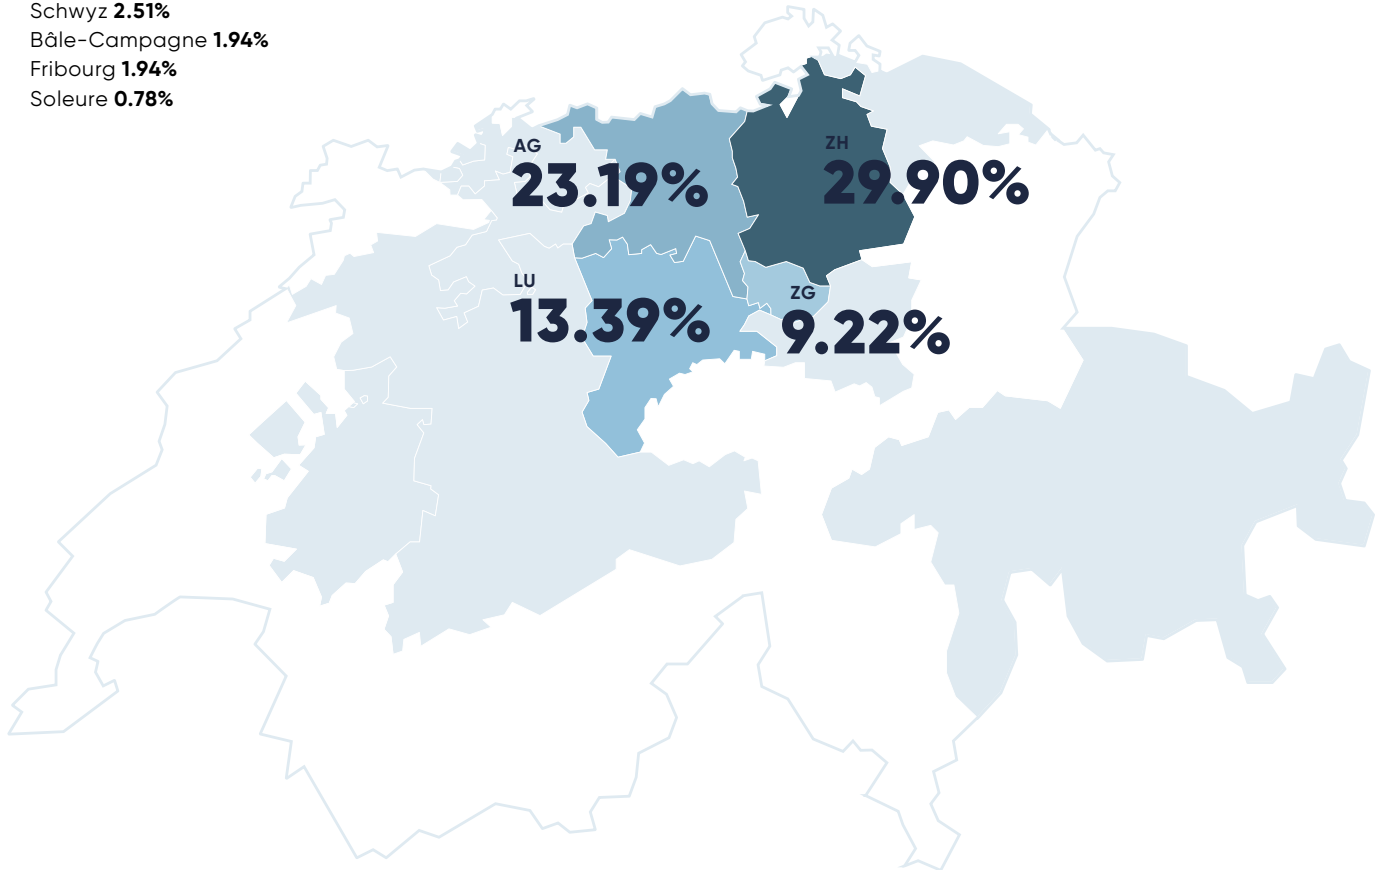 Schwyz 2.51%
Bâle-Campagne 1.94%
Fribourg 1.94%
Soleure 0.78%
AG
23.19%
ZH
29.90%
LU
13.39%
ZG
9.22%